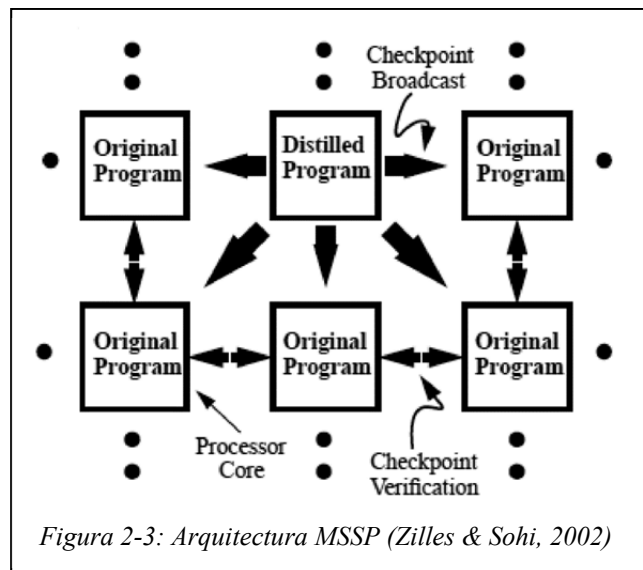 Checkpoint
Broadcast
Original
Program
Distilled
Program
Original
Program
Original
Program
Original
Program
Original
Program
Processor
Core
Checkpoint
Verification
Figura 2-3: Arquitectura MSSP (Zilles & Sohi, 2002)